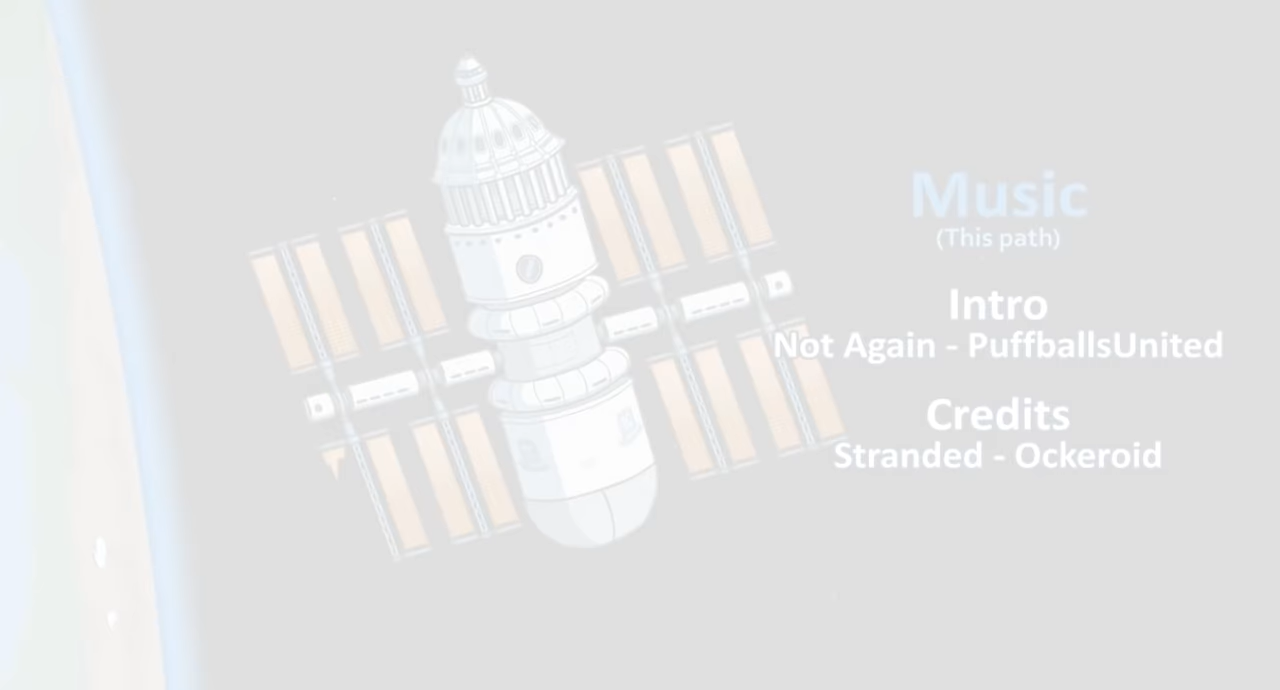 Music
(This path)
Intro
Not Again - PuffballsUnited
Credits
Stranded - Ockeroid